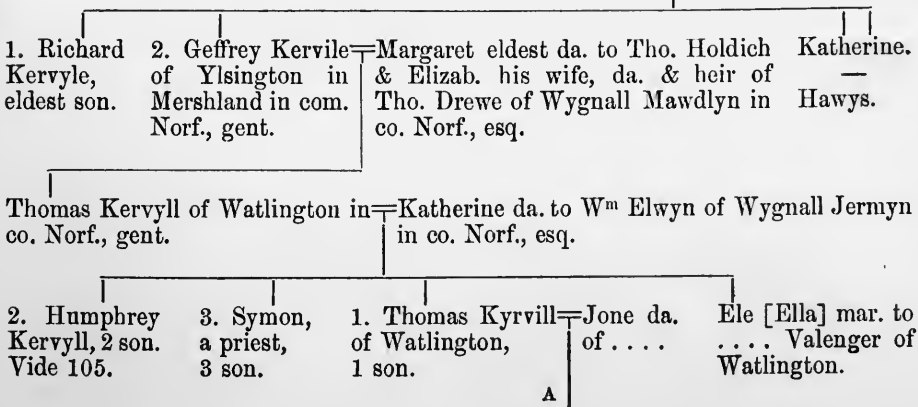 1. Richard
Kervyle,
eldest son.
2. Geffrey Kervile
of Ylsington in
Mershland in com.
Norf., gent.
Margaret eldest da. to Tho. Holdich
& Elizab. his wife, da. & heir of
Tho. Drewe of Wygnall Mawdlyn in
co. Norf., esq.
Katherine.
—
Hawys.
Thomas Kervyll of Watlington in
co. Norf., gent.
Katherine da. to Wᵐ Elwyn of Wygnall Jermyn
in co. Norf., esq.
2. Humphrey
Kervyll, 2 son.
Vide 105.
3. Symon,
a priest,
3 son.
1. Thomas Kyrvill
of Watlington,
1 son.
Jone da.
of . . . .
Ele [Ella] mar. to
. . . . Valenger of
Watlington.
A